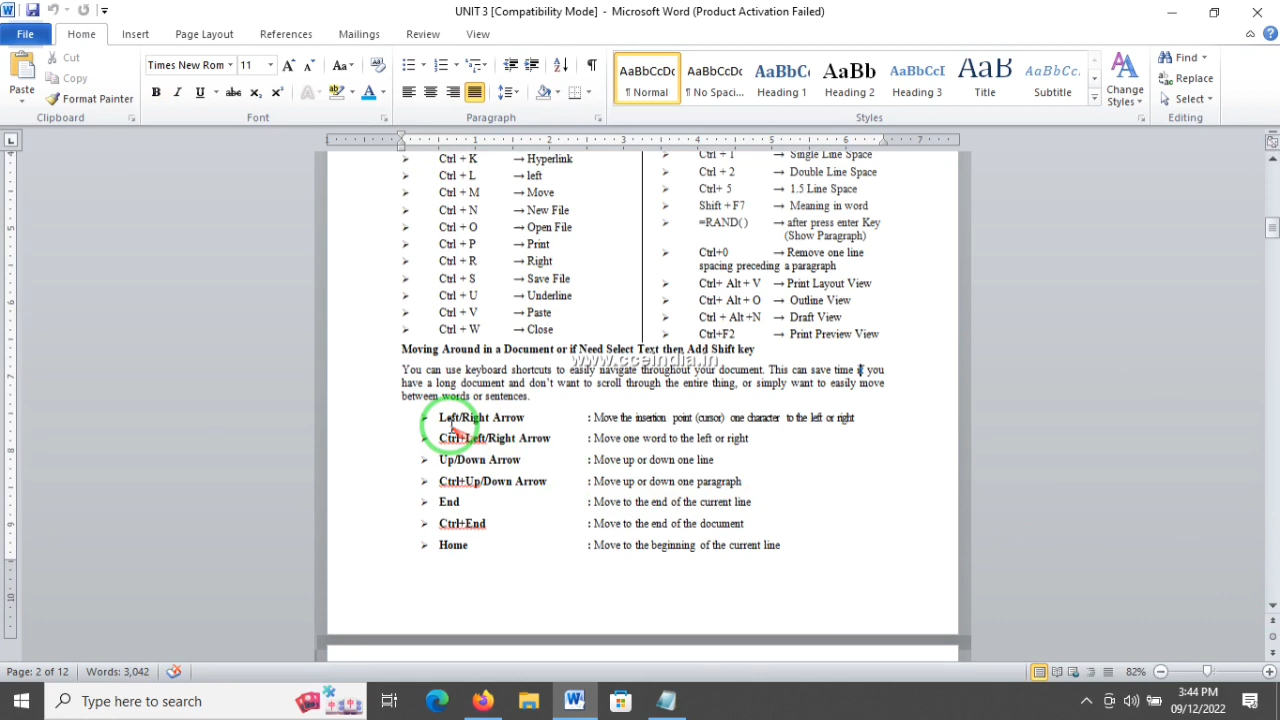 UNIT 3 [Compatibility Mode] - Microsoft Word (Product Activation Failed)
File Home Insert Page Layout References Mailings Review View
Paste
Cut
Copy
Format Painter
Clipboard
Times New Rom 11
Font
Paragraph
AaBbCcDc AaBbCcDc AaBbC AaBb AaBbCcI AaB AaBbCc
¶ Normal ¶ No Spaci... Heading 1 Heading 2 Heading 3 Title Subtitle
Change Styles
Styles
Find
Replace
Select
Editing
1 1 2 3 4 5 6 7
➢ Ctrl + K → Hyperlink
➢ Ctrl + L → left
➢ Ctrl + M → Move
➢ Ctrl + N → New File
➢ Ctrl + O → Open File
➢ Ctrl + P → Print
➢ Ctrl + R → Right
➢ Ctrl + S → Save File
➢ Ctrl + U → Underline
➢ Ctrl + V → Paste
➢ Ctrl + W → Close
Ctrl + 1 → Single Line Space
➢ Ctrl + 2 → Double Line Space
➢ Ctrl+ 5 → 1.5 Line Space
➢ Shift + F7 → Meaning in word
➢ =RAND( ) → after press enter Key
(Show Paragraph)
➢ Ctrl+0 → Remove one line
spacing preceding a paragraph
➢ Ctrl+ Alt + V → Print Layout View
➢ Ctrl+ Alt + O → Outline View
➢ Ctrl + Alt +N → Draft View
➢ Ctrl+F2 → Print Preview View
Moving Around in a Document or if Need Select Text then Add Shift key
www.cceindia.in
You can use keyboard shortcuts to easily navigate throughout your document. This can save time if you
have a long document and don't want to scroll through the entire thing, or simply want to easily move
between words or sentences.
➢ Left/Right Arrow : Move the insertion point (cursor) one character to the left or right
➢ Ctrl+Left/Right Arrow : Move one word to the left or right
➢ Up/Down Arrow : Move up or down one line
➢ Ctrl+Up/Down Arrow : Move up or down one paragraph
➢ End : Move to the end of the current line
➢ Ctrl+End : Move to the end of the document
➢ Home : Move to the beginning of the current line
Page: 2 of 12 Words: 3,042 82%
Type here to search
3:44 PM
09/12/2022